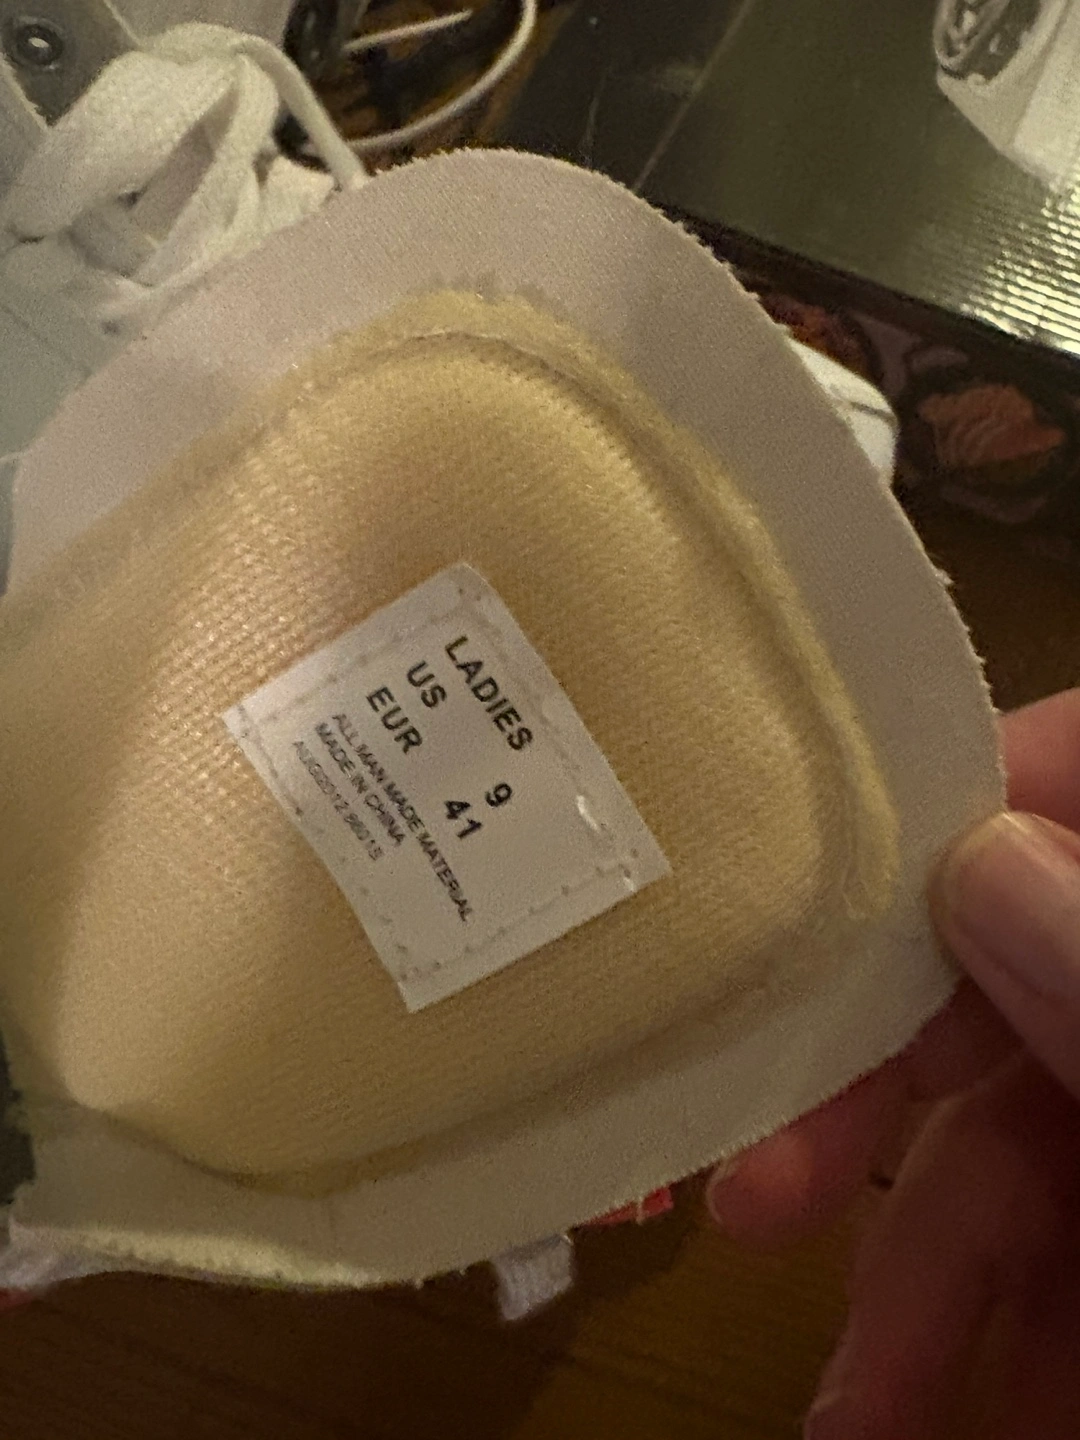 LADIES
US 9
EUR 41
ALL MAN MADE MATERIAL
MADE IN CHINA